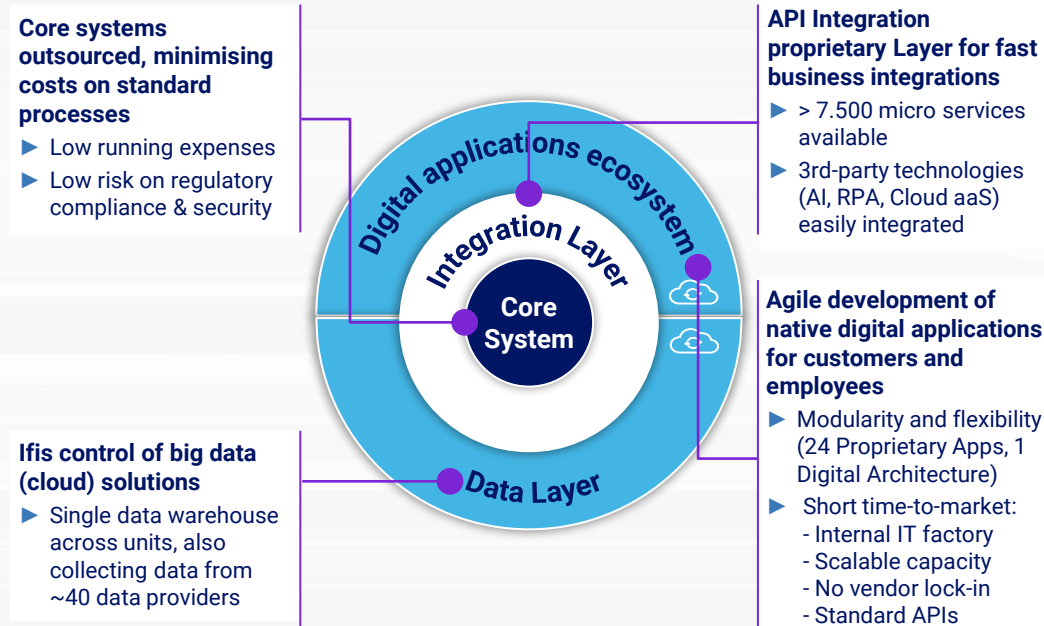 Core systems
outsourced, minimising
costs on standard
processes
► Low running expenses
► Low risk on regulatory
compliance & security
API Integration
proprietary Layer for fast
business integrations
► > 7.500 micro services
available
► 3rd-party technologies
(AI, RPA, Cloud aaS)
easily integrated
Digital applications ecosystem
Integration Layer
Core
System
Data Layer
Ifis control of big data
(cloud) solutions
► Single data warehouse
across units, also
collecting data from
~40 data providers
Agile development of
native digital applications
for customers and
employees
► Modularity and flexibility
(24 Proprietary Apps, 1
Digital Architecture)
► Short time-to-market:
- Internal IT factory
- Scalable capacity
- No vendor lock-in
- Standard APIs